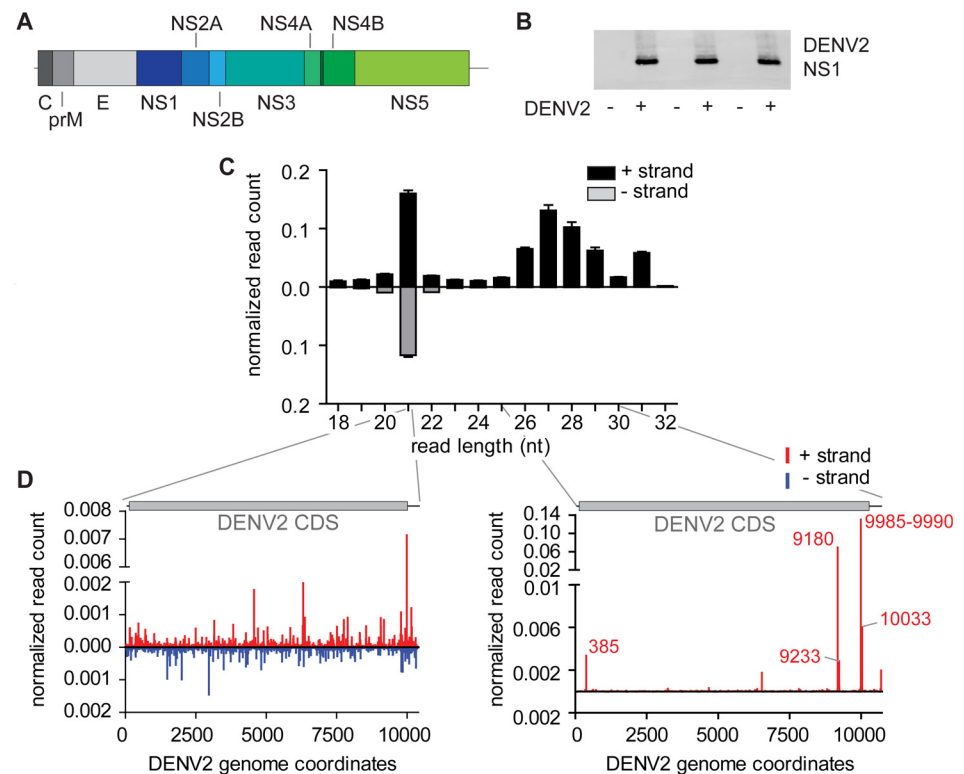 A
NS2A
NS4A
NS4B
C
prM
E
NS1
NS2B
NS3
NS5
B
DENV2
NS1
DENV2 - + - + - +
C
normalized read count
0.2
0.1
0.0
0.1
0.2
+ strand
- strand
18 20 22 24 26 28 30 32
read length (nt)
+ strand
- strand
D
DENV2 CDS
normalized read count
0.008
0.007
0.006
0.002
0.001
0.000
0.001
0.002
0 2500 5000 7500 10000
DENV2 genome coordinates
DENV2 CDS
normalized read count
0.14
0.10
0.06
0.02
0.01
0.006
0.002
0.002
385
9180
9985-9990
10033
9233
0 2500 5000 7500 10000
DENV2 genome coordinates